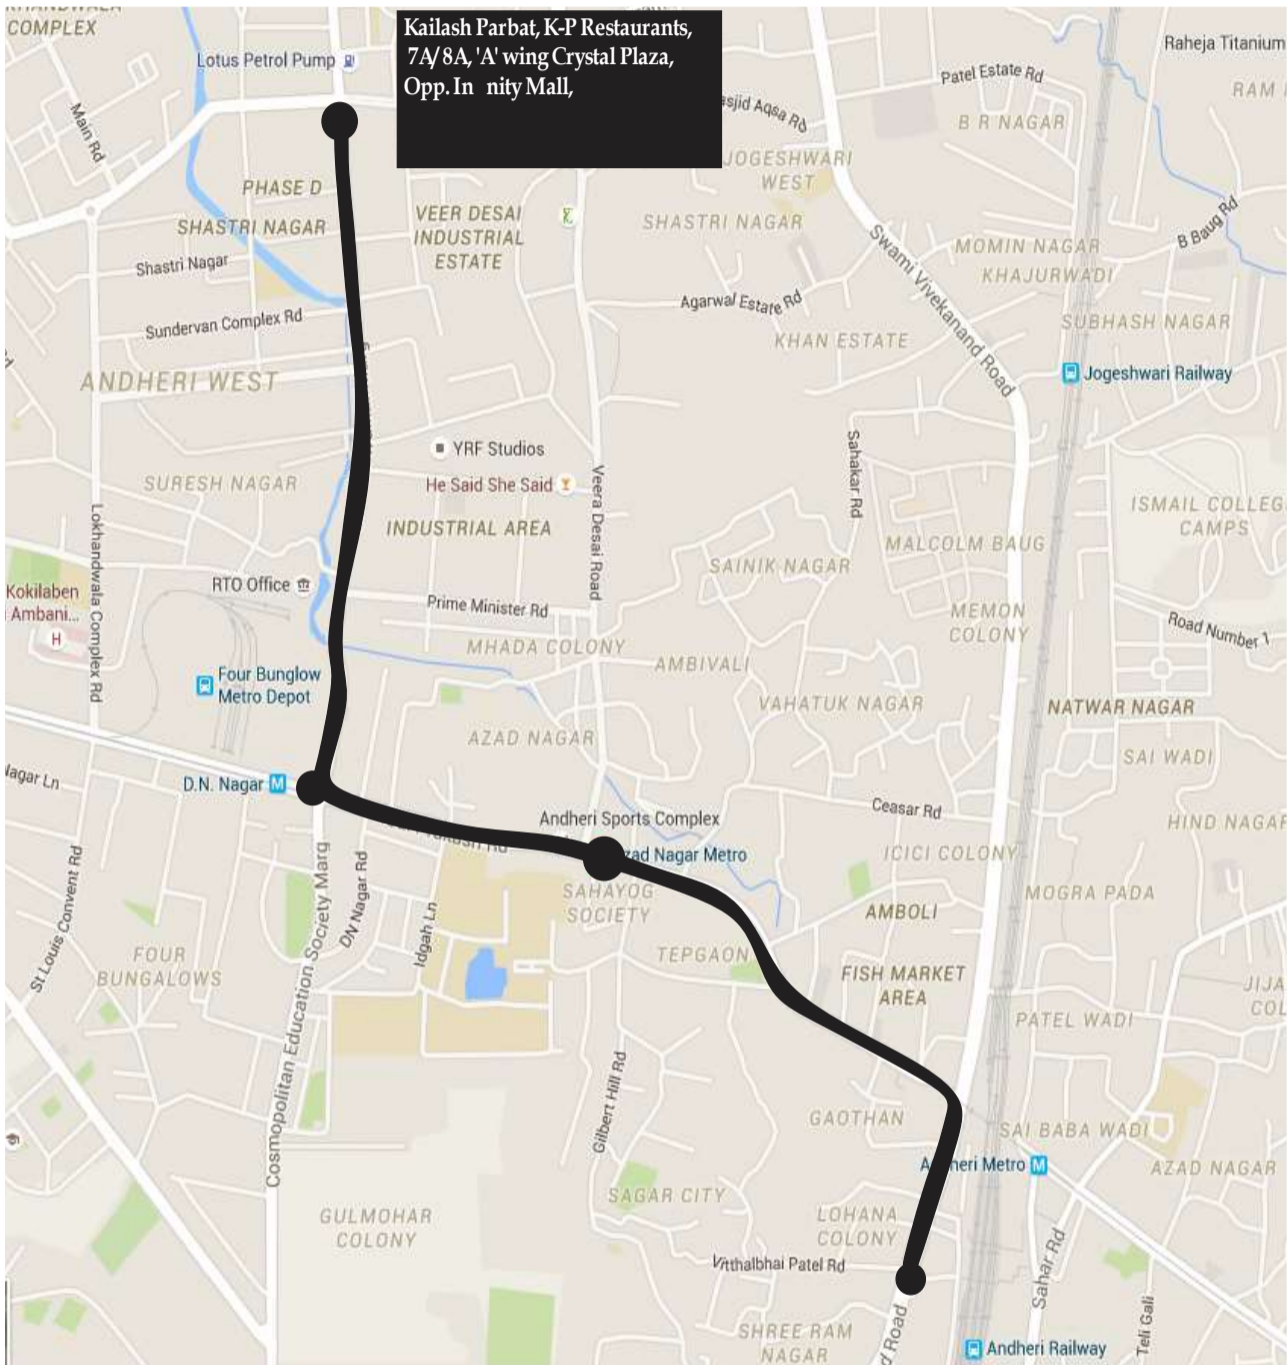 KHANDWALA
COMPLEX
Lotus Petrol Pump
Kailash Parbat, K-P Restaurants,
7A/8A, 'A' wing Crystal Plaza,
Opp. In nity Mall,
Raheja Titanium
Patel Estate Rd
RAM
asjid Aqsa Rd
B R NAGAR
Main Rd
JOGESHWARI
WEST
PHASE D
SHASTRI NAGAR
VEER DESAI
INDUSTRIAL
ESTATE
SHASTRI NAGAR
B Baug Rd
MOMIN NAGAR
KHAJURWADI
Swami Vivekanand Road
Shastri Nagar
Agarwal Estate Rd
Sundervan Complex Rd
SUBHASH NAGAR
KHAN ESTATE
ANDHERI WEST
Jogeshwari Railway
YRF Studios
He Said She Said
Sahakar Rd
Veera Desai Road
SURESH NAGAR
ISMAIL COLLEG
CAMPS
INDUSTRIAL AREA
Lokhandwala Complex Rd
MALCOLM BAUG
SAINIK NAGAR
RTO Office
Kokilaben
Ambani...
H
Prime Minister Rd
MEMON
COLONY
Road Number 1
MHADA COLONY
AMBIVALI
Four Bunglow
Metro Depot
VAHATUK NAGAR
NATWAR NAGAR
AZAD NAGAR
SAI WADI
Nagar Ln
D.N. Nagar M
Ceasar Rd
Andheri Sports Complex
HIND NAGAR
zad Nagar Metro
ICICI COLONY
St Louis Convent Rd
DN Nagar Rd
SAHAYOG
SOCIETY
MOGRA PADA
AMBOLI
Idgah Ln
FOUR
BUNGALOWS
TEPGAON
FISH MARKET
AREA
JIJA
COL
PATEL WADI
Cosmopolitan Education Society Marg
Gilbert Hill Rd
GAOTHAN
SAI BABA WADI
A heri Metro M
AZAD NAGAR
SAGAR CITY
GULMOHAR
COLONY
LOHANA
COLONY
Vitthalbhai Patel Rd
Sahar Rd
Teli Gali
SHREE RAM
NAGAR
d Road
Andheri Railway